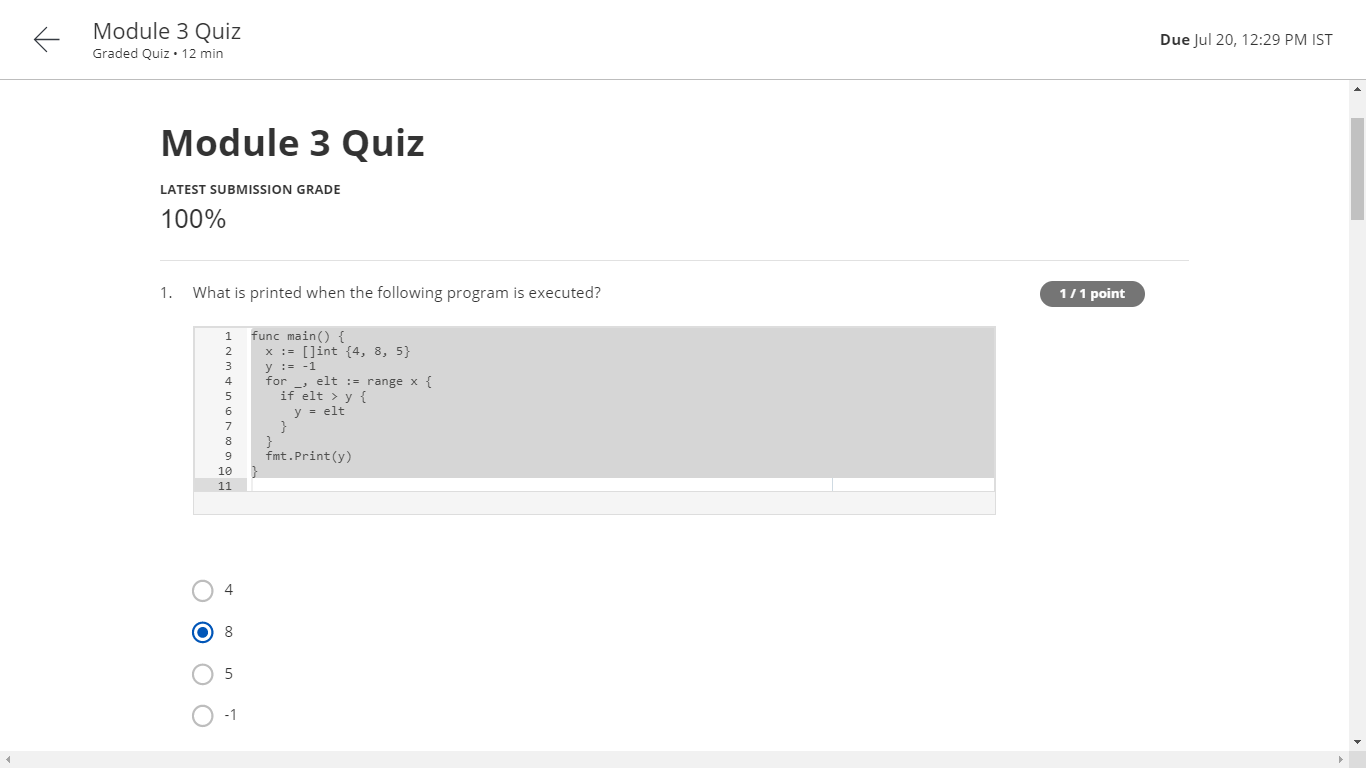 Module 3 Quiz
Graded Quiz • 12 min
Due Jul 20, 12:29 PM IST
Module 3 Quiz
LATEST SUBMISSION GRADE
100%
1. What is printed when the following program is executed?
1 / 1 point
1 func main() {
2   x := []int {4, 8, 5}
3   y := -1
4   for _, elt := range x {
5     if elt > y {
6       y = elt
7     }
8   }
9   fmt.Print(y)
10 }
11
4
8
5
-1